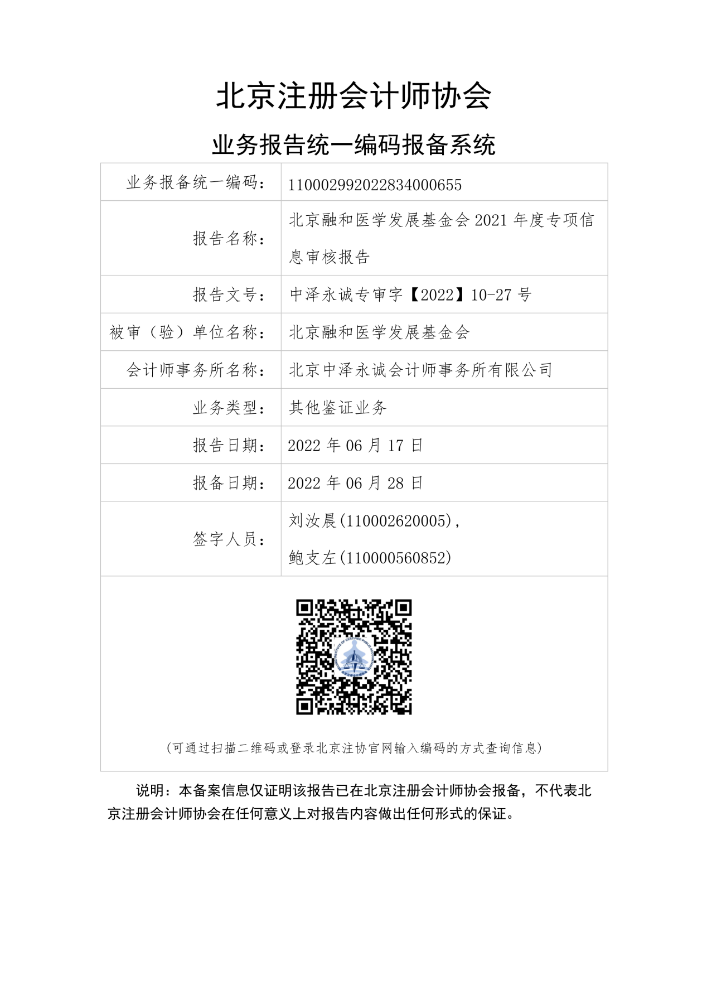 北京注册会计师协会
业务报告统一编码报备系统
业务报备统一编码： 110002992022834000655
报告名称： 北京融和医学发展基金会 2021 年度专项信
息审核报告
报告文号： 中泽永诚专审字【2022】10-27 号
被审（验）单位名称： 北京融和医学发展基金会
会计师事务所名称： 北京中泽永诚会计师事务所有限公司
业务类型： 其他鉴证业务
报告日期： 2022 年 06 月 17 日
报备日期： 2022 年 06 月 28 日
签字人员： 刘汝晨(110002620005),
鲍支左(110000560852)
(可通过扫描二维码或登录北京注协官网输入编码的方式查询信息)
说明：本备案信息仅证明该报告已在北京注册会计师协会报备，不代表北
京注册会计师协会在任何意义上对报告内容做出任何形式的保证。